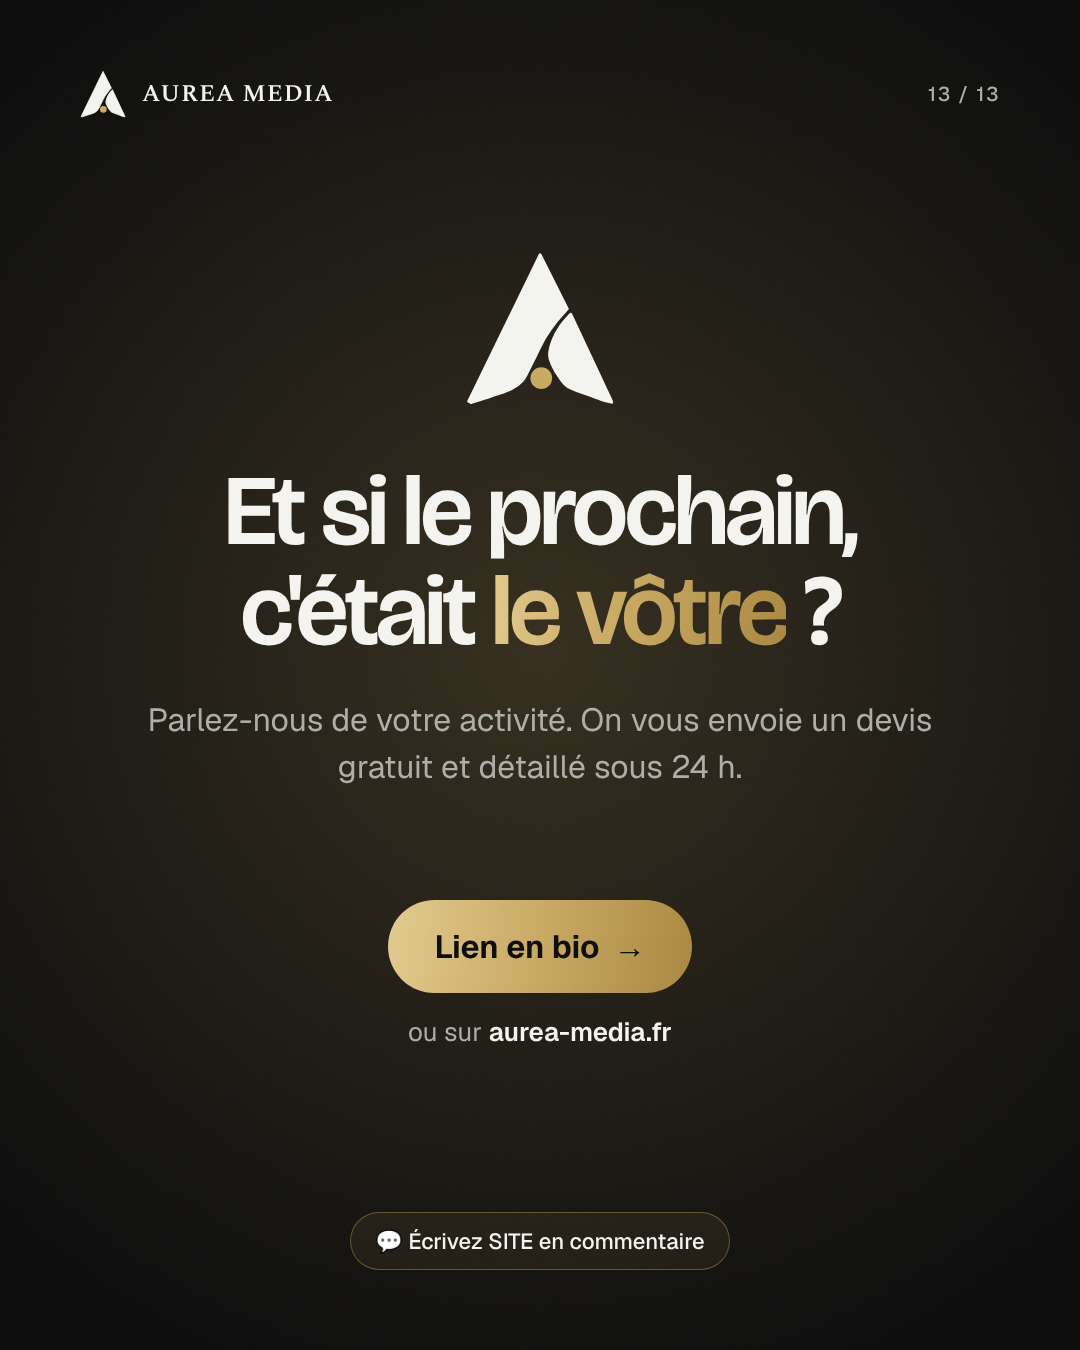 AUREA MEDIA
13 / 13
Et si le prochain,
c'était le vôtre ?
Parlez-nous de votre activité. On vous envoie un devis
gratuit et détaillé sous 24 h.
Lien en bio →
ou sur aurea-media.fr
💬 Écrivez SITE en commentaire